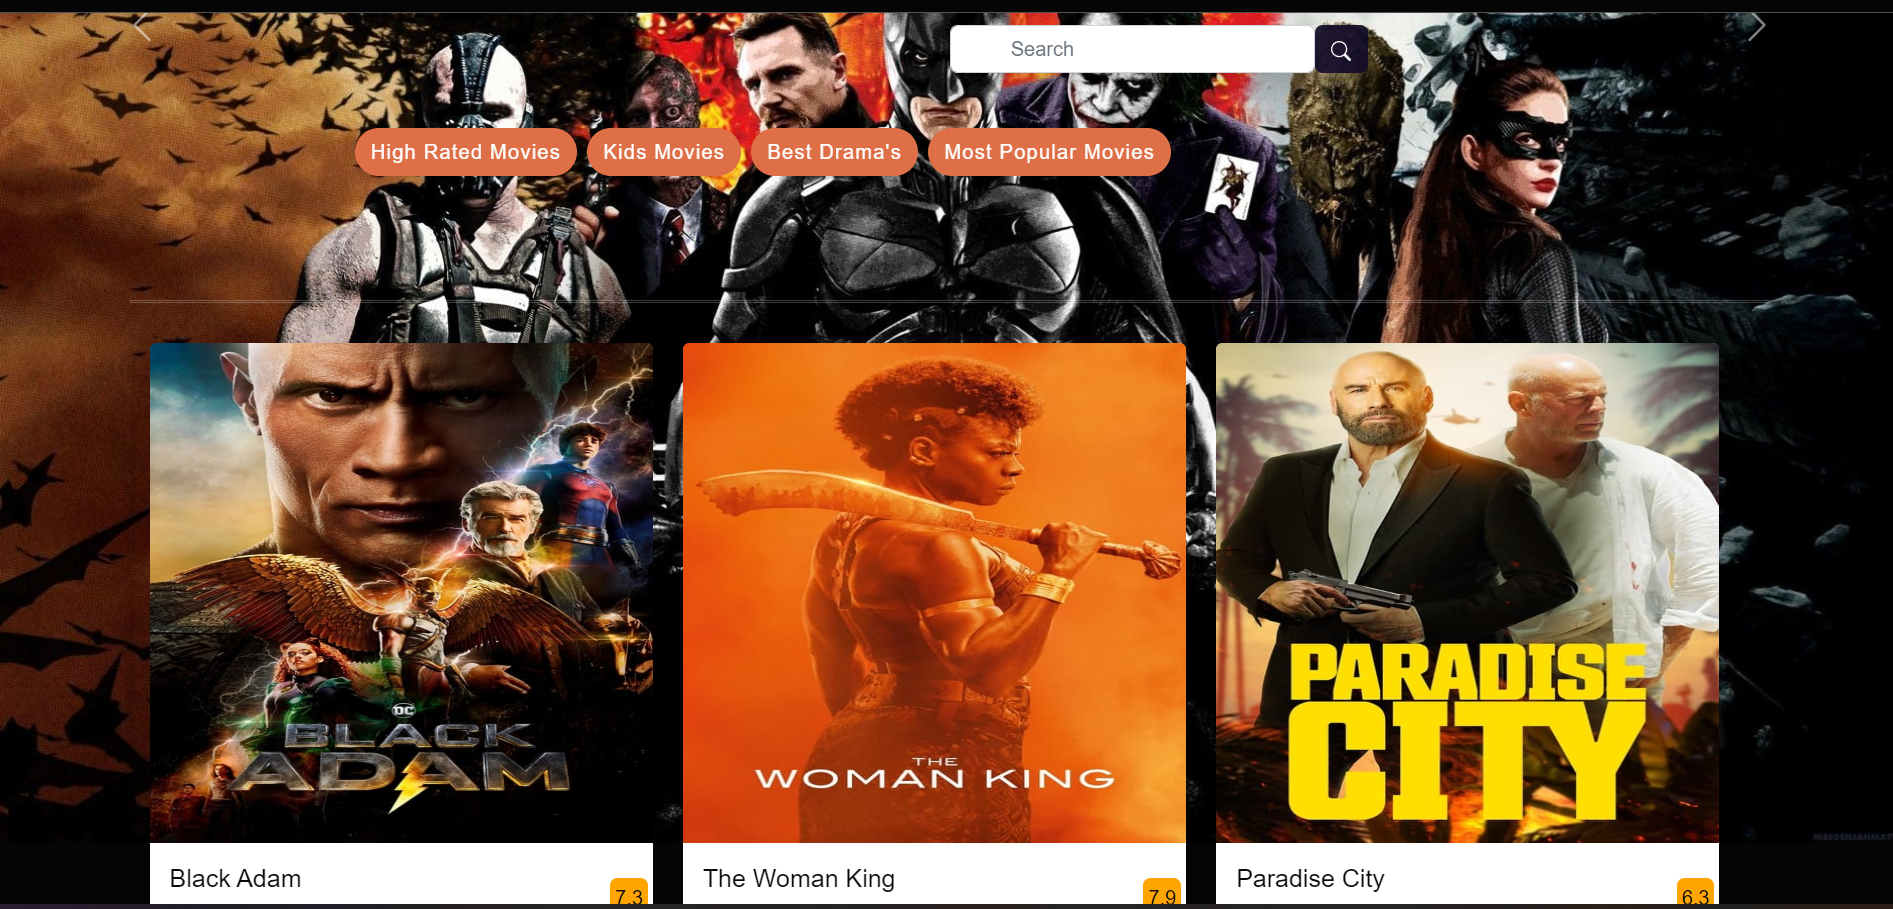 Search
High Rated Movies
Kids Movies
Best Drama's
Most Popular Movies
DC
BLACK
ADAM
THE
WOMAN KING
PARADISE
CITY
Black Adam
7.3
The Woman King
7.9
Paradise City
6.3